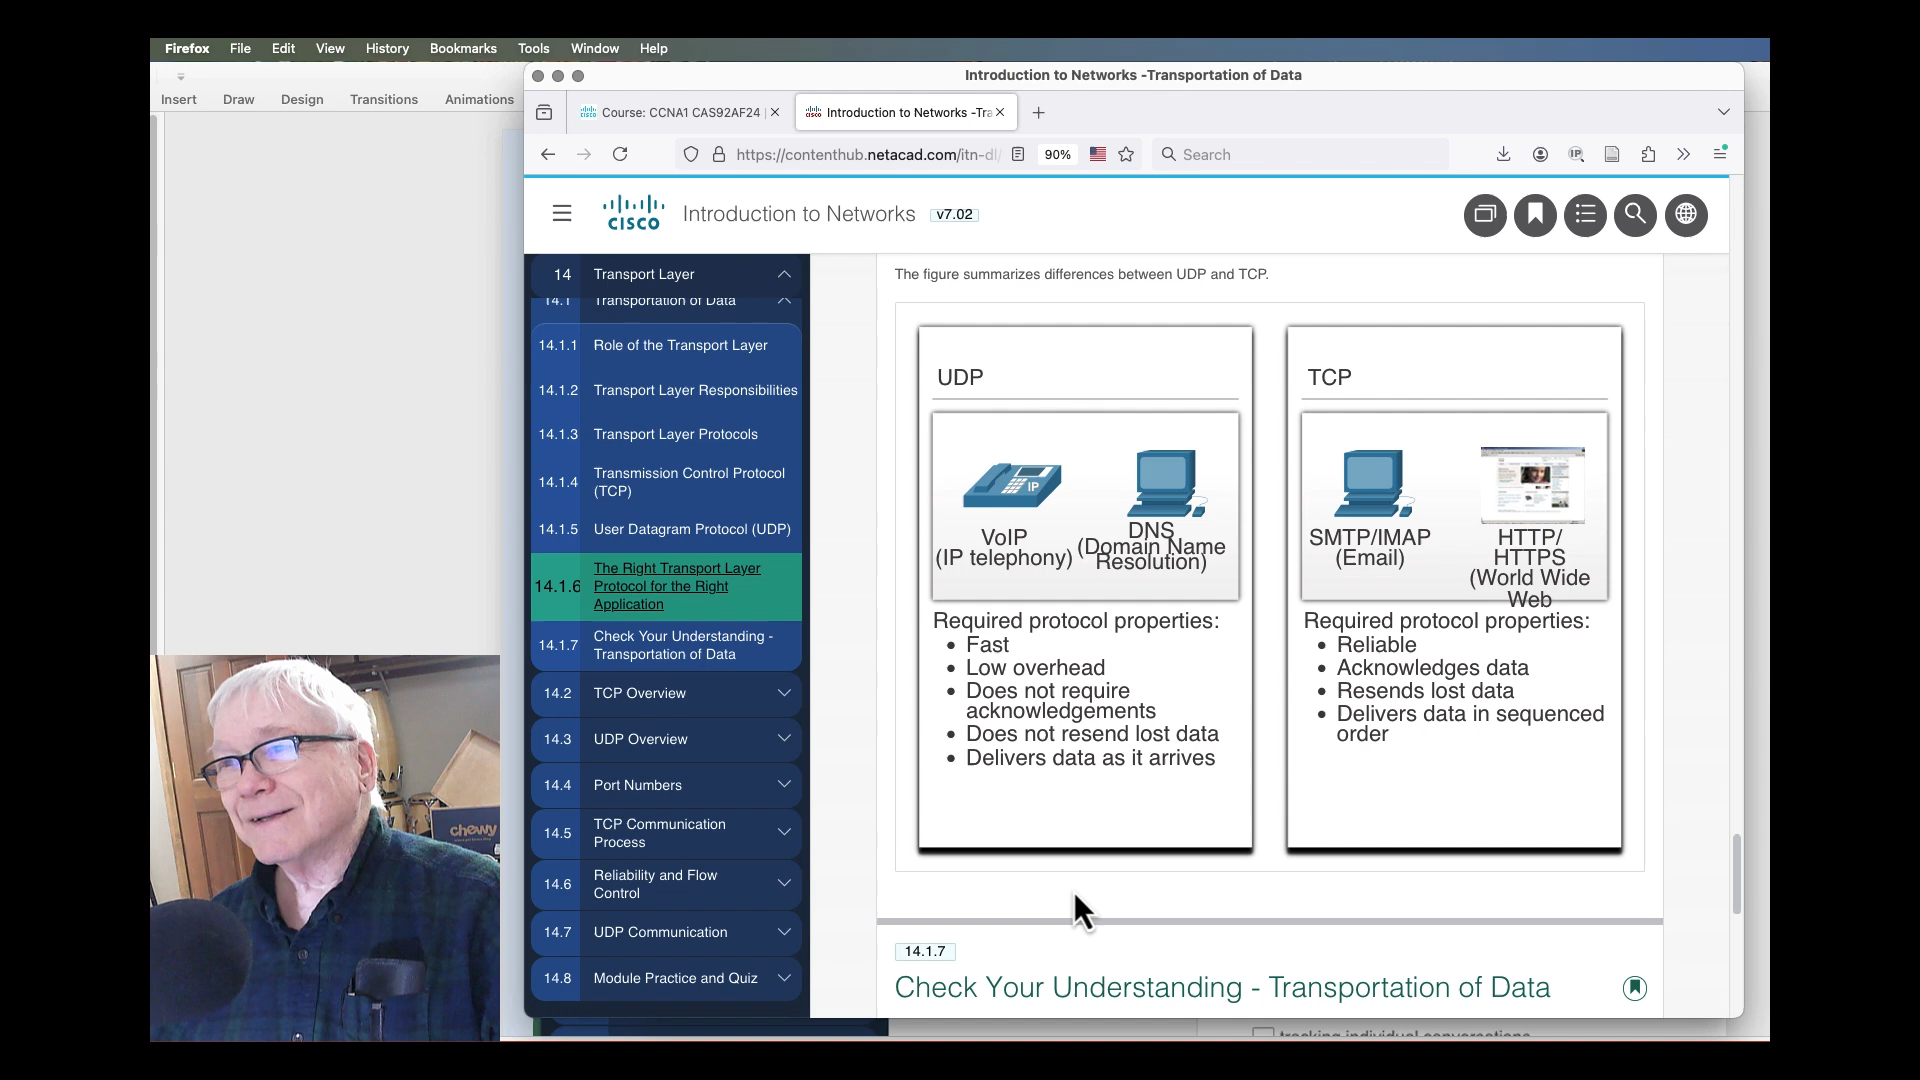 Firefox File Edit View History Bookmarks Tools Window Help
Introduction to Networks -Transportation of Data
Insert Draw Design Transitions Animations
Course: CCNA1 CAS92AF24 |
CISCO Introduction to Networks -Tra
https://contenthub.netacad.com/itn-dl/
90%
Search
CISCO
Introduction to Networks v7.02
14 Transport Layer
14.1 Transportation of Data
14.1.1 Role of the Transport Layer
14.1.2 Transport Layer Responsibilities
14.1.3 Transport Layer Protocols
14.1.4 Transmission Control Protocol
(TCP)
14.1.5 User Datagram Protocol (UDP)
14.1.6 The Right Transport Layer
Protocol for the Right
Application
14.1.7 Check Your Understanding -
Transportation of Data
14.2 TCP Overview
14.3 UDP Overview
14.4 Port Numbers
14.5 TCP Communication
Process
14.6 Reliability and Flow
Control
14.7 UDP Communication
14.8 Module Practice and Quiz
The figure summarizes differences between UDP and TCP.
UDP
IP
VoIP
(IP telephony)
DNS
(Domain Name
Resolution)
Required protocol properties:
• Fast
• Low overhead
• Does not require
acknowledgements
• Does not resend lost data
• Delivers data as it arrives
TCP
SMTP/IMAP
(Email)
HTTP/
HTTPS
(World Wide
Web
Required protocol properties:
• Reliable
• Acknowledges data
• Resends lost data
• Delivers data in sequenced
order
14.1.7
Check Your Understanding - Transportation of Data
tracking individual conversations
chewy